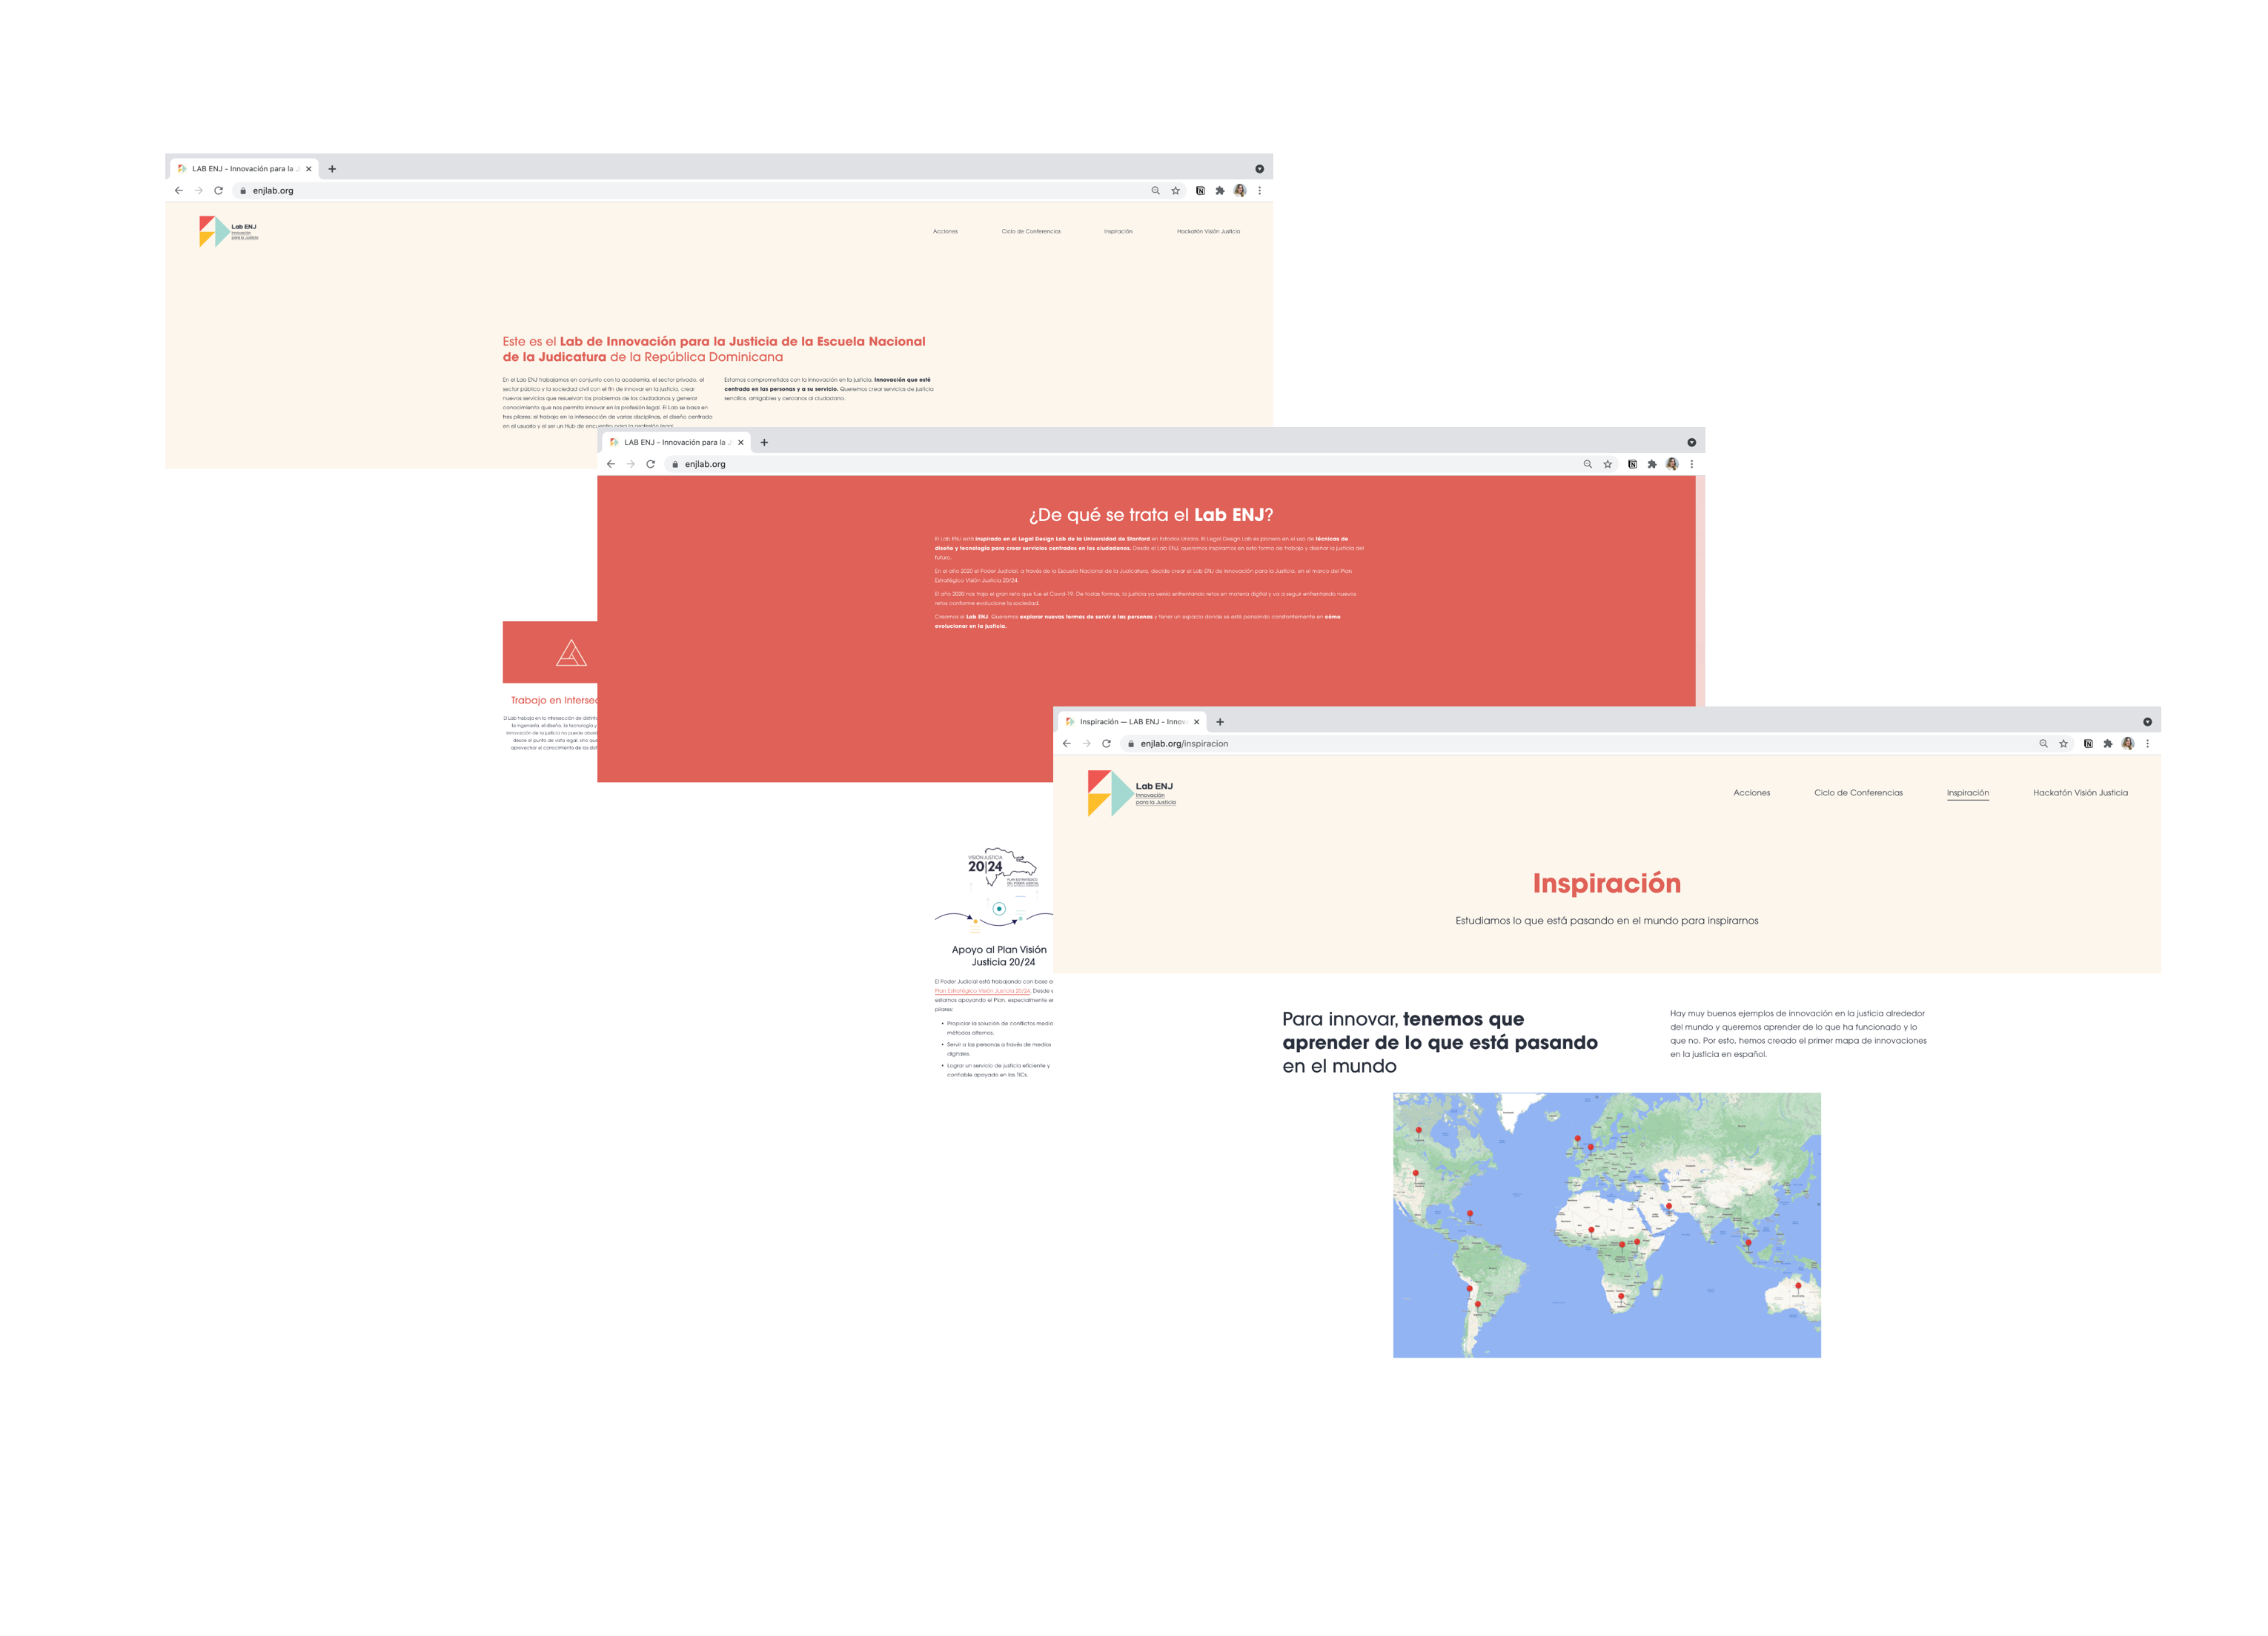 LAB ENJ - Innovación para la J
enjlab.org
Lab ENJ
Innovación
para la Justicia
Acciones
Ciclo de Conferencias
Inspiración
Hackatón Visión Justicia
Este es el Lab de Innovación para la Justicia de la Escuela Nacional
de la Judicatura de la República Dominicana
En el Lab ENJ trabajamos en conjunto con la academia, el sector privado, el
sector público y la sociedad civil con el fin de innovar en la justicia, crear
nuevos servicios que resuelvan los problemas de los ciudadanos y generar
conocimiento que nos permita innovar en la profesión legal. El Lab se basa en
tres pilares: el trabajo en la intersección de varias disciplinas, el diseño centrado
en el usuario y el ser un Hub de encuentro para la profesión legal.
Estamos comprometidos con la innovación en la justicia. Innovación que esté
centrada en las personas y a su servicio. Queremos crear servicios de justicia
sencillos, amigables y cercanos al ciudadano.
Trabajo en Intersec
El Lab trabaja en la intersección de distint
la ingeniería, el diseño, la tecnología y
innovación de la justicia no puede abord
desde el punto de vista legal, sino que
aprovechar el conocimiento de las dist
LAB ENJ - Innovación para la J
enjlab.org
¿De qué se trata el Lab ENJ?
El Lab ENJ está inspirado en el Legal Design Lab de la Universidad de Stanford en Estados Unidos. El Legal Design Lab es pionero en el uso de técnicas de
diseño y tecnología para crear servicios centrados en los ciudadanos. Desde el Lab ENJ, queremos inspirarnos en esta forma de trabajo y diseñar la justicia del
futuro.
En el año 2020 el Poder Judicial, a través de la Escuela Nacional de la Judicatura, decide crear el Lab ENJ de Innovación para la Justicia, en el marco del Plan
Estratégico Visión Justicia 20/24.
El año 2020 nos trajo el gran reto que fue el Covid-19. De todas formas, la justicia ya venía enfrentando retos en materia digital y va a seguir enfrentando nuevos
retos conforme evolucione la sociedad.
Creamos el Lab ENJ. Queremos explorar nuevas formas de servir a las personas y tener un espacio donde se esté pensando constantemente en cómo
evolucionar en la justicia.
VISIÓN JUSTICIA
20|24
PLAN ESTRATÉGICO
DEL PODER JUDICIAL
Apoyo al Plan Visión
Justicia 20/24
El Poder Judicial está trabajando con base e
Plan Estratégico Visión Justicia 20/24. Desde e
estamos apoyando el Plan, especialmente e
pilares:
• Propiciar la solución de conflictos media
métodos alternos.
• Servir a las personas a través de medios
digitales.
• Lograr un servicio de justicia eficiente y
confiable apoyado en las TICs.
Inspiración — LAB ENJ - Innov
enjlab.org/inspiracion
Lab ENJ
Innovación
para la Justicia
Acciones
Ciclo de Conferencias
Inspiración
Hackatón Visión Justicia
Inspiración
Estudiamos lo que está pasando en el mundo para inspirarnos
Para innovar, tenemos que
aprender de lo que está pasando
en el mundo
Hay muy buenos ejemplos de innovación en la justicia alrededor
del mundo y queremos aprender de lo que ha funcionado y lo
que no. Por esto, hemos creado el primer mapa de innovaciones
en la justicia en español.